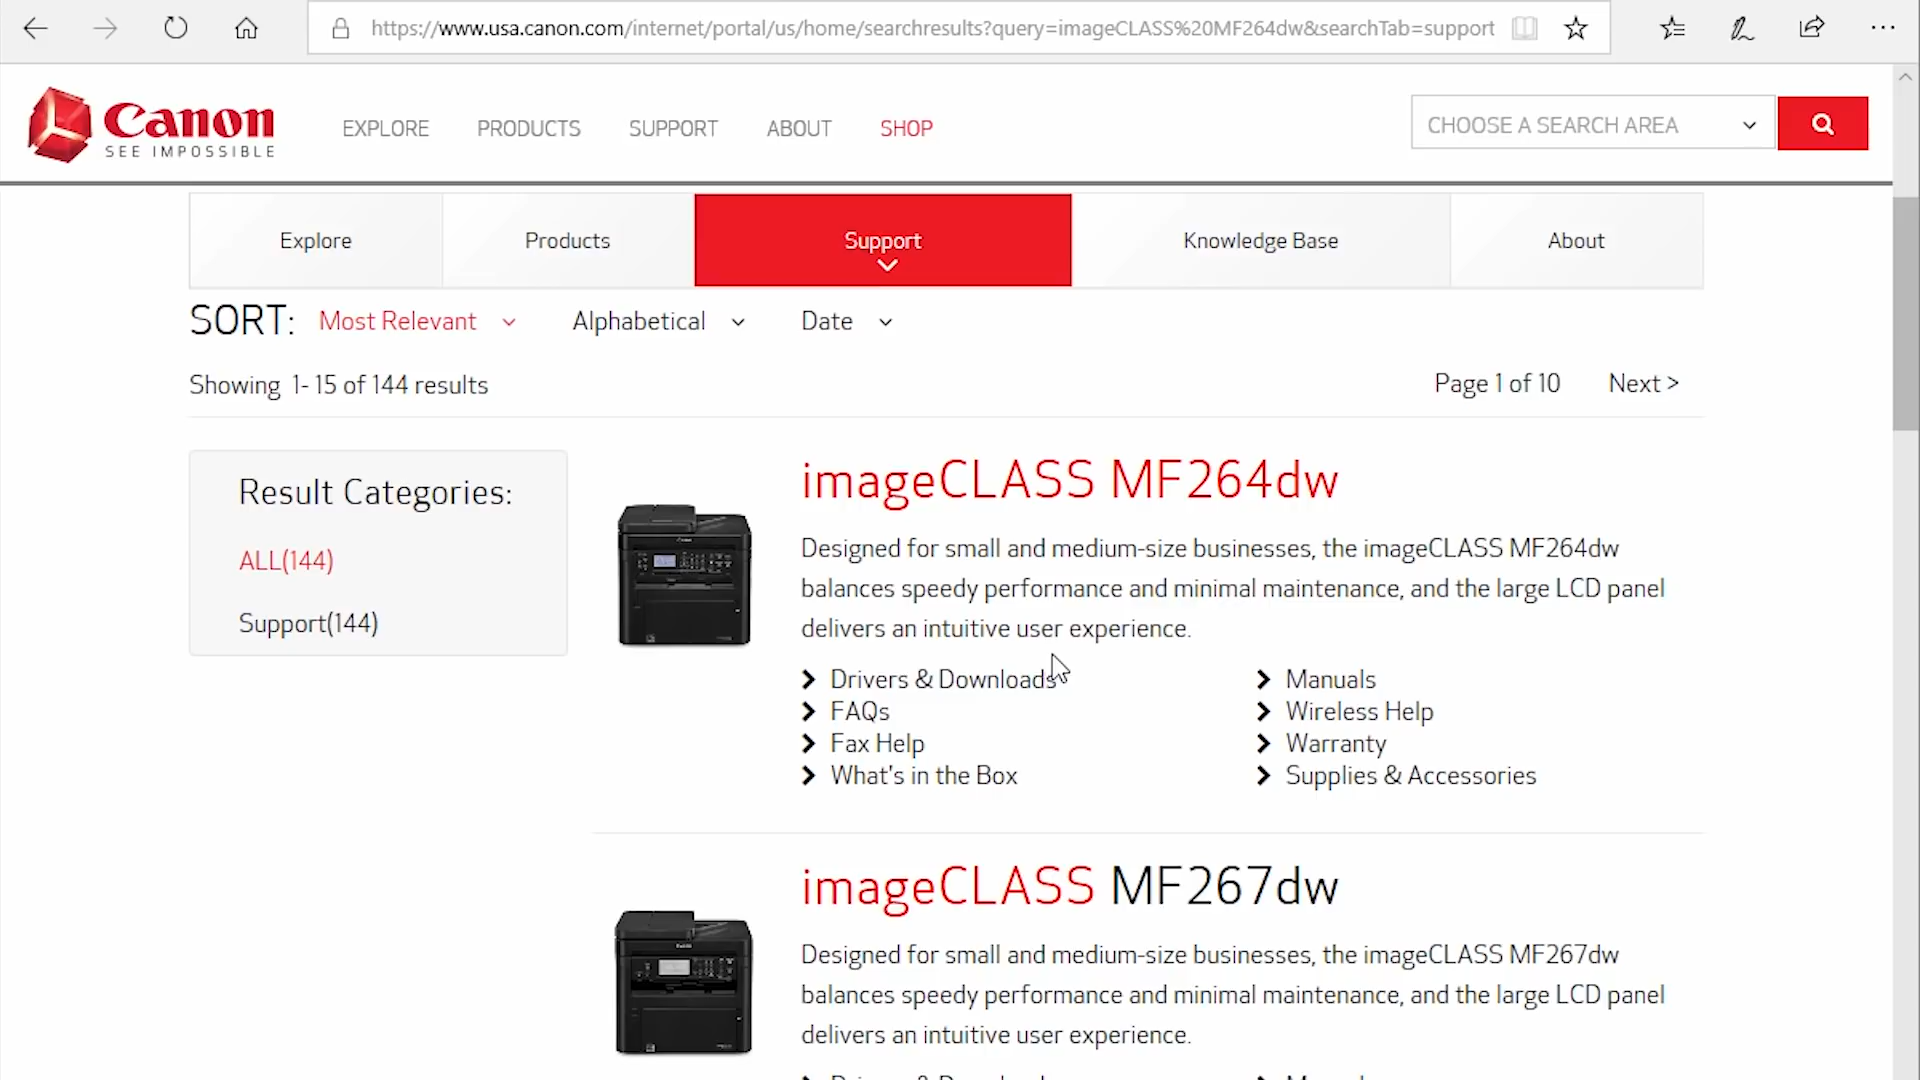 https://www.usa.canon.com/internet/portal/us/home/searchresults?query=imageCLASS%20MF264dw&searchTab=support
Canon
SEE IMPOSSIBLE
EXPLORE
PRODUCTS
SUPPORT
ABOUT
SHOP
CHOOSE A SEARCH AREA
Explore
Products
Support
Knowledge Base
About
SORT: Most Relevant Alphabetical Date
Showing 1- 15 of 144 results
Page 1 of 10 Next >
Result Categories:
ALL(144)
Support(144)
imageCLASS MF264dw
Designed for small and medium-size businesses, the imageCLASS MF264dw
balances speedy performance and minimal maintenance, and the large LCD panel
delivers an intuitive user experience.
Drivers & Downloads
FAQs
Fax Help
What's in the Box
Manuals
Wireless Help
Warranty
Supplies & Accessories
imageCLASS MF267dw
Designed for small and medium-size businesses, the imageCLASS MF267dw
balances speedy performance and minimal maintenance, and the large LCD panel
delivers an intuitive user experience.